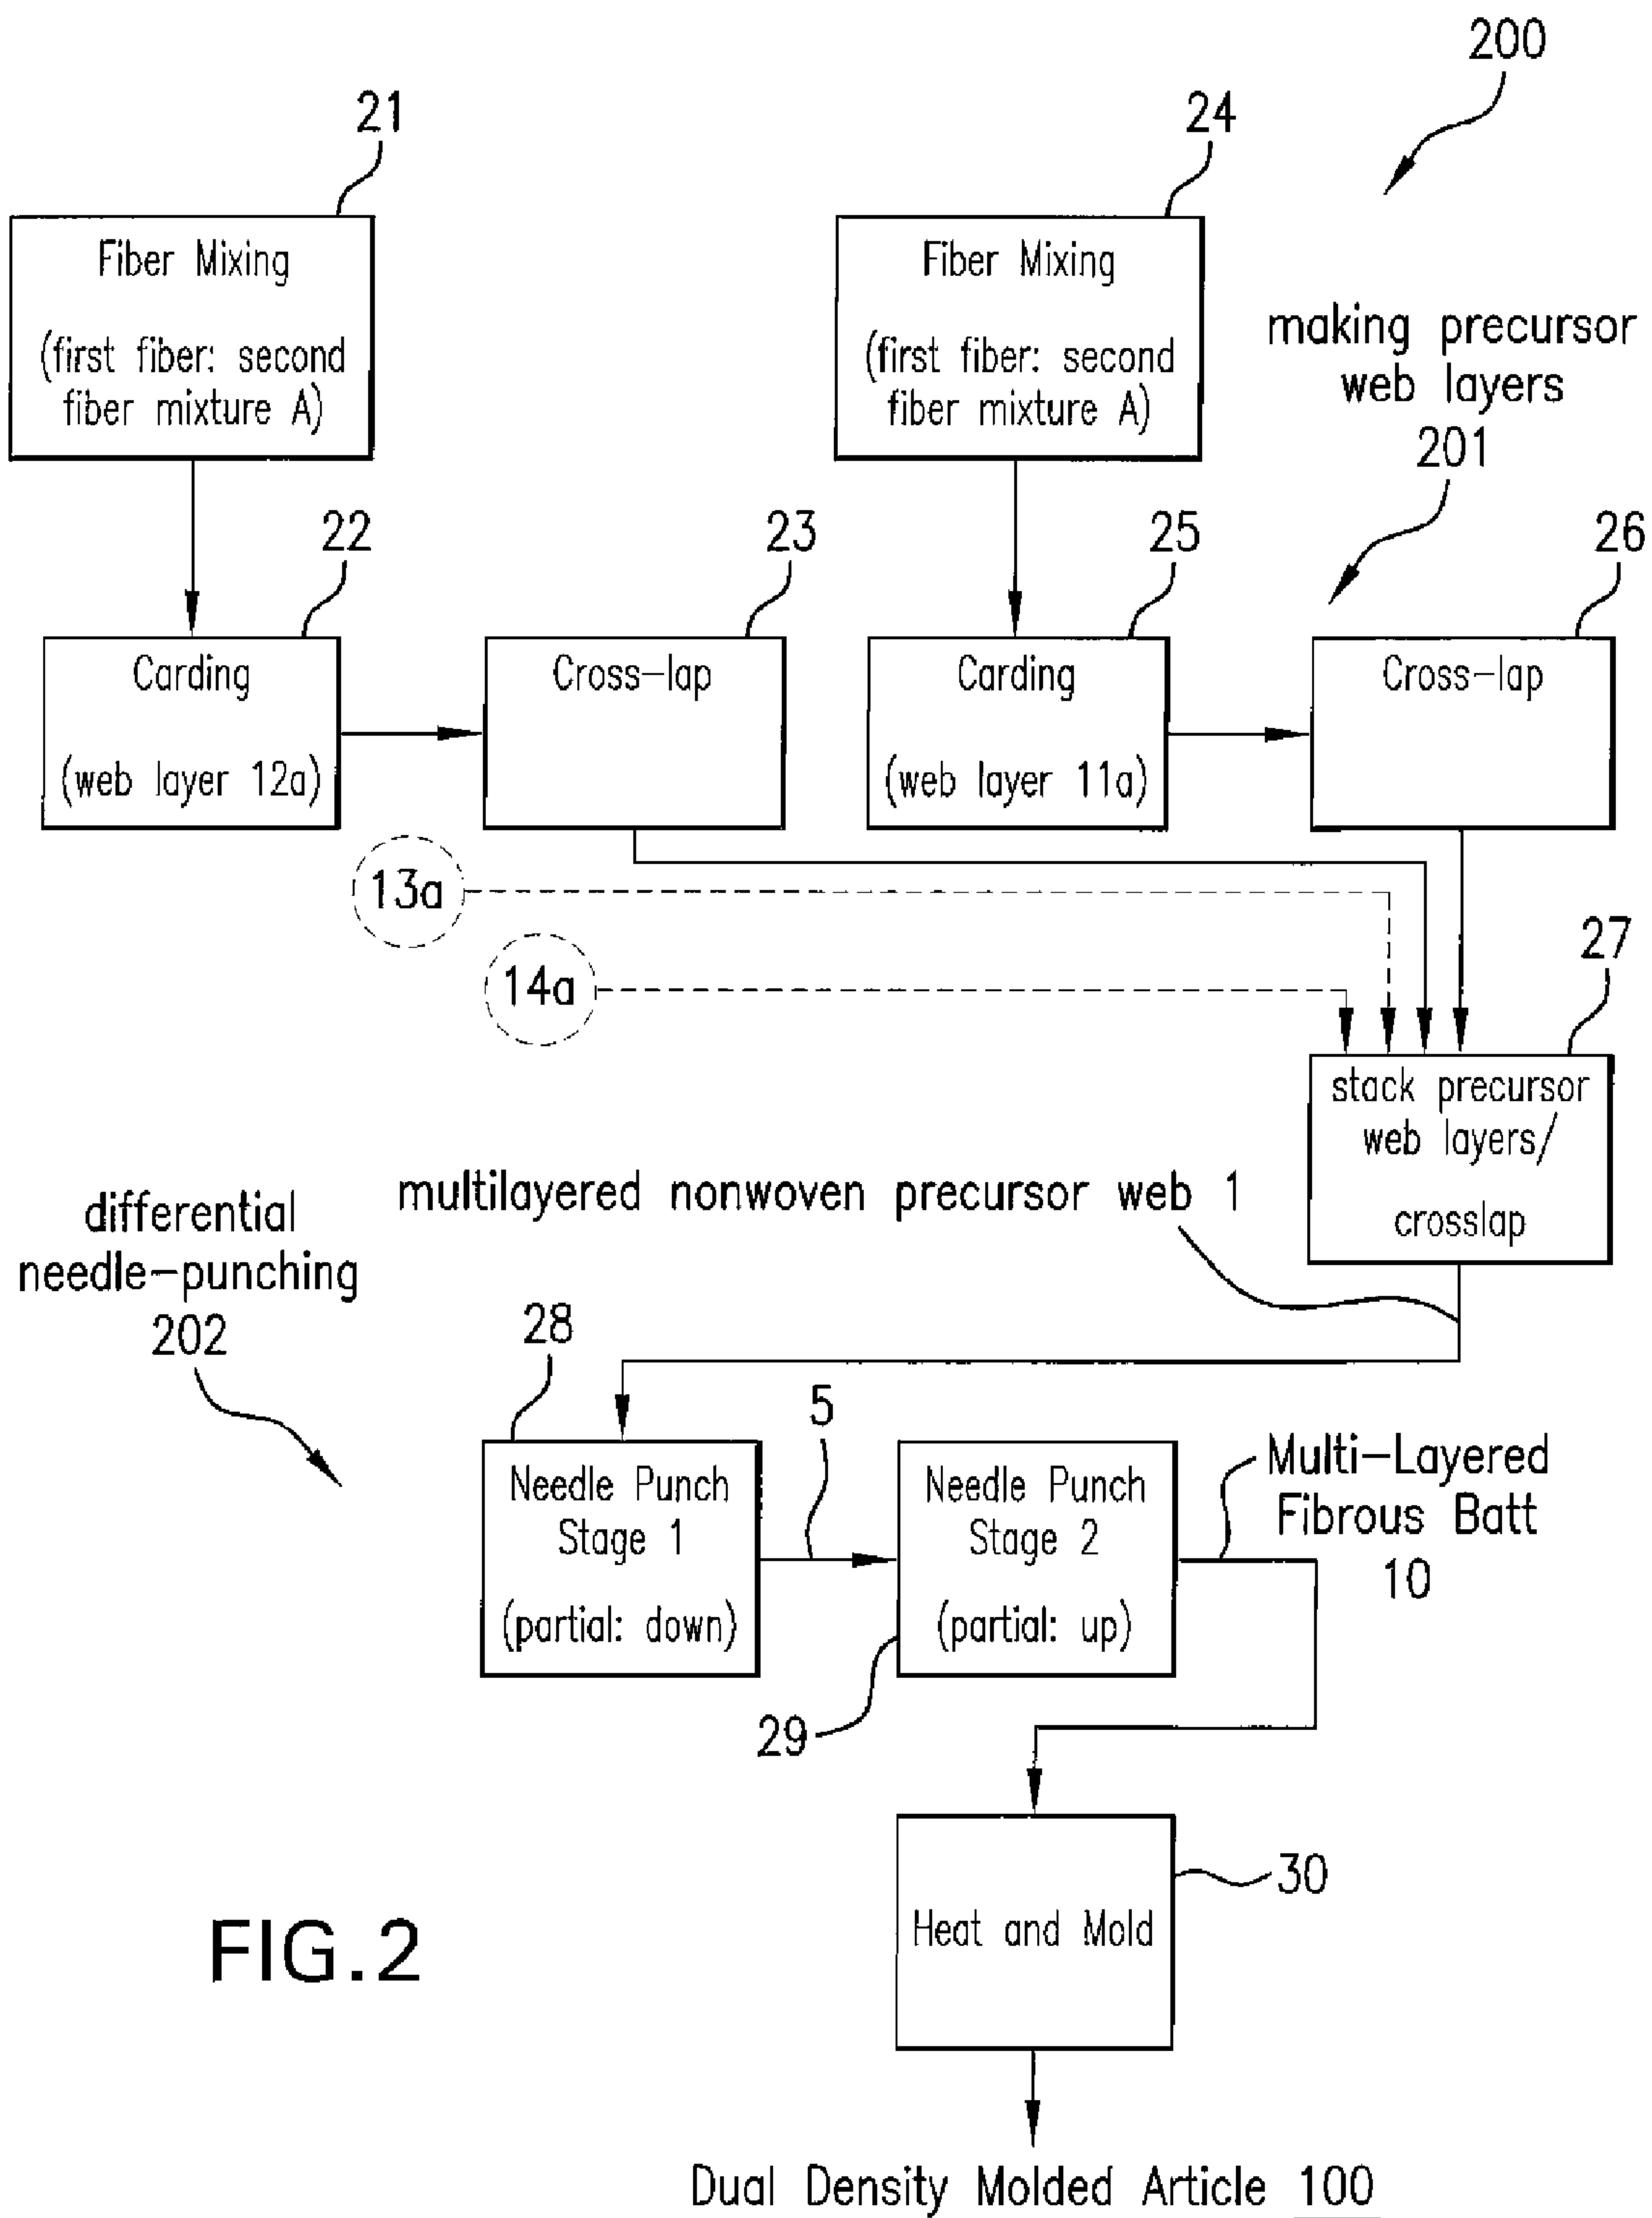 200
21
24
Fiber Mixing
(first fiber: second
fiber mixture A)
Fiber Mixing
(first fiber: second
fiber mixture A)
making precursor
web layers
201
22
23
25
26
Carding
(web layer 12a)
Cross-lap
Carding
(web layer 11a)
Cross-lap
13a
14a
27
stack precursor
web layers/
crosslap
multilayered nonwoven precursor web 1
differential
needle-punching
202
28
5
Needle Punch
Stage 1
(partial: down)
Needle Punch
Stage 2
(partial: up)
Multi-Layered
Fibrous Batt
10
29
30
Heat and Mold
FIG.2
Dual Density Molded Article 100